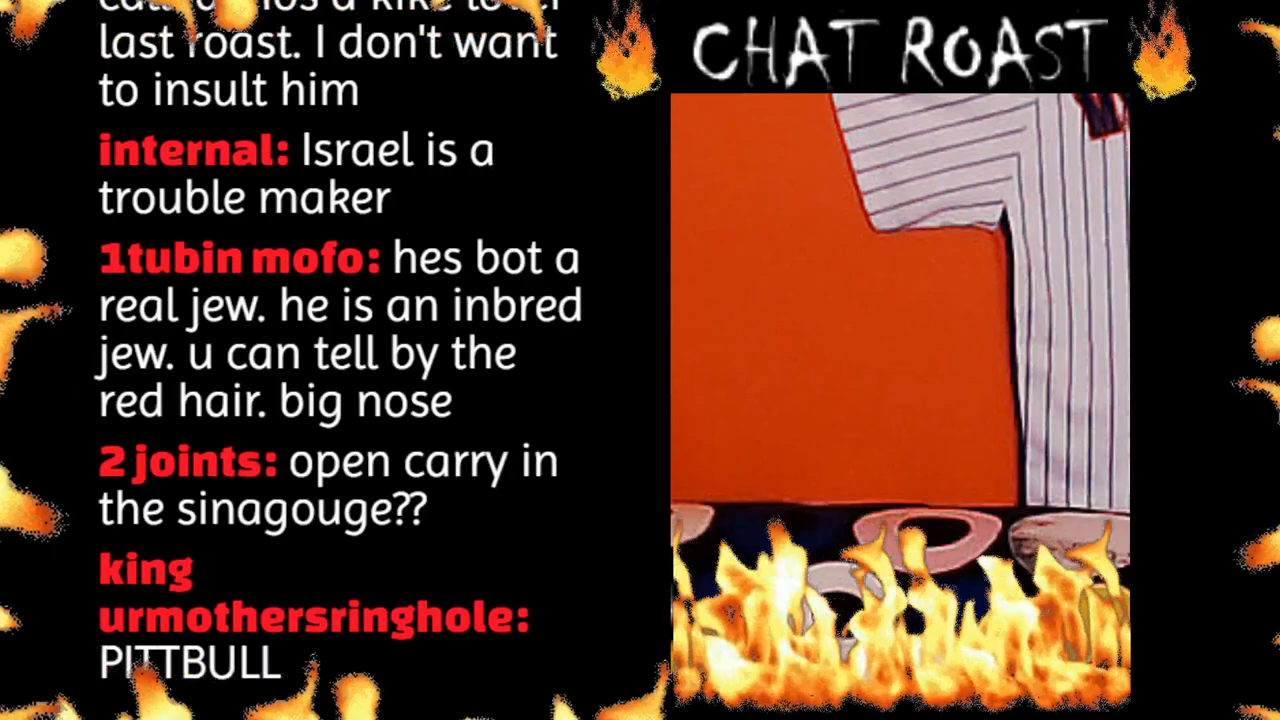 last roast. I don't want
to insult him
internal: Israel is a
trouble maker
1tubin mofo: hes bot a
real jew. he is an inbred
jew. u can tell by the
red hair. big nose
2 joints: open carry in
the sinagouge??
king
urmothersringhole:
PITTBULL
CHAT ROAST